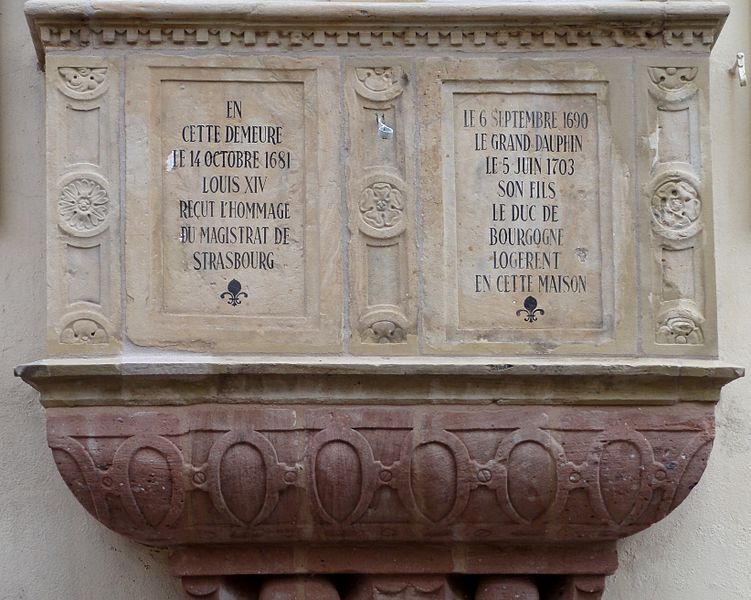 EN
CETTE DEMEURE
LE 14 OCTOBRE 1681
LOUIS XIV
REÇUT L'HOMMAGE
DU MAGISTRAT DE
STRASBOURG
LE 6 SEPTEMBRE 1690
LE GRAND DAUPHIN
LE 5 JUIN 1703
SON FILS
LE DUC DE
BOURGOGNE
LOGERENT
EN CETTE MAISON